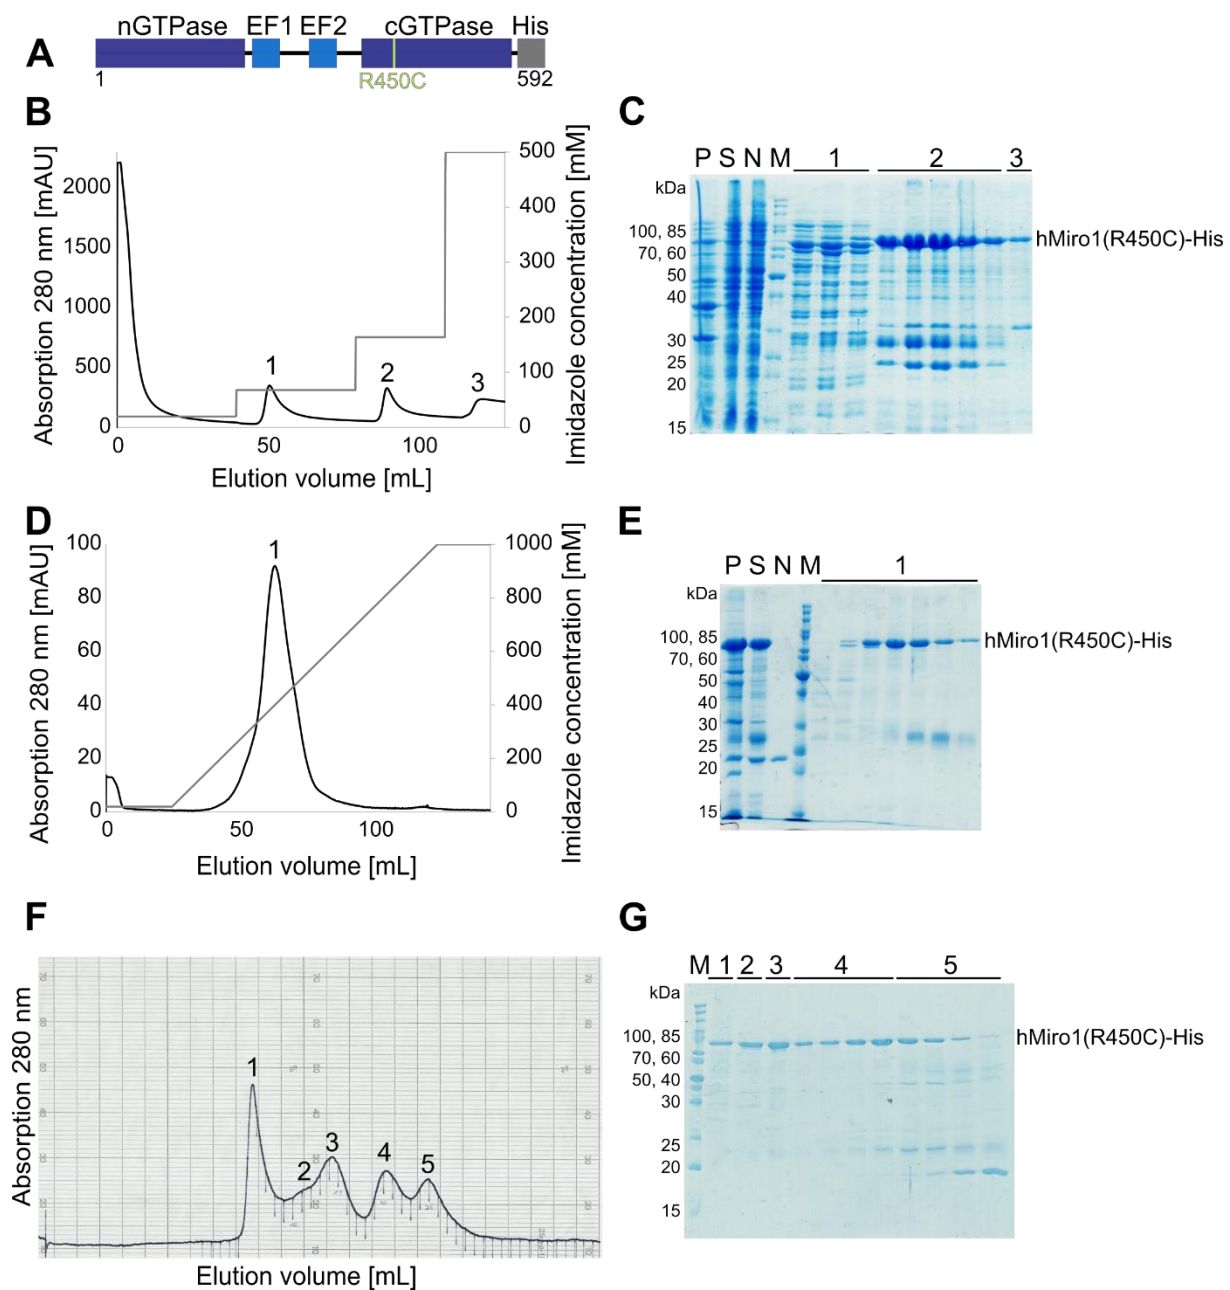 A
nGTPase EF1 EF2 cGTPase His
1 R450C 592
B
Absorption 280 nm [mAU]
2000
1500
1000
500
0
1 2 3
500
400
300
200
100
0
Imidazole concentration [mM]
0 50 100
Elution volume [mL]
C
P S N M 1 2 3
kDa
100, 85
70, 60
50
40
30
25
20
15
hMiro1(R450C)-His
D
Absorption 280 nm [mAU]
100
80
60
40
20
0
1
1000
800
600
400
200
0
Imidazole concentration [mM]
0 50 100
Elution volume [mL]
E
P S N M 1
kDa
100, 85
70, 60
50
40
30
25
20
15
hMiro1(R450C)-His
F
Absorption 280 nm
1 2 3 4 5
Elution volume [mL]
G
M 1 2 3 4 5
kDa
100, 85
70, 60
50, 40
30
25
20
15
hMiro1(R450C)-His